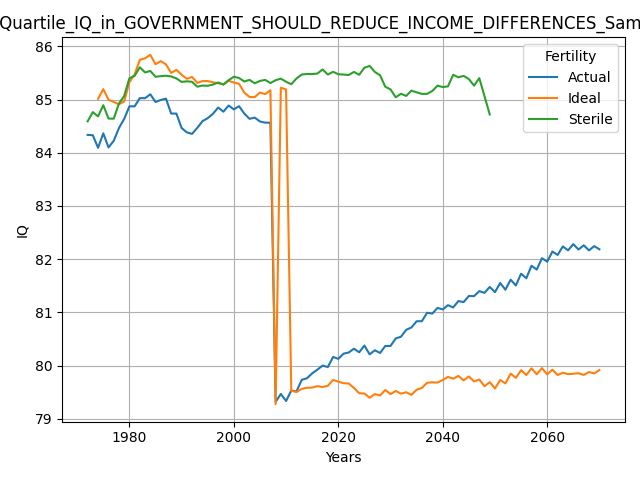 Quartile_IQ_in_GOVERNMENT_SHOULD_REDUCE_INCOME_DIFFERENCES_Sam
86
85
84
83
82
81
80
79
IQ
Fertility
Actual
Ideal
Sterile
1980
2000
2020
2040
2060
Years